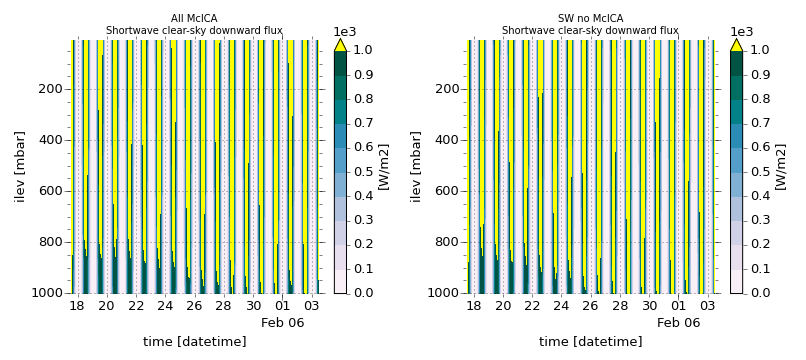 All McICA
Shortwave clear-sky downward flux
1e3
1.0
0.9
0.8
0.7
0.6
0.5
0.4
0.3
0.2
0.1
0.0
[W/m2]
200
400
600
800
1000
ilev [mbar]
18 20 22 24 26 28 30 01 03
Feb 06
time [datetime]
SW no McICA
Shortwave clear-sky downward flux
1e3
1.0
0.9
0.8
0.7
0.6
0.5
0.4
0.3
0.2
0.1
0.0
[W/m2]
200
400
600
800
1000
ilev [mbar]
18 20 22 24 26 28 30 01 03
Feb 06
time [datetime]